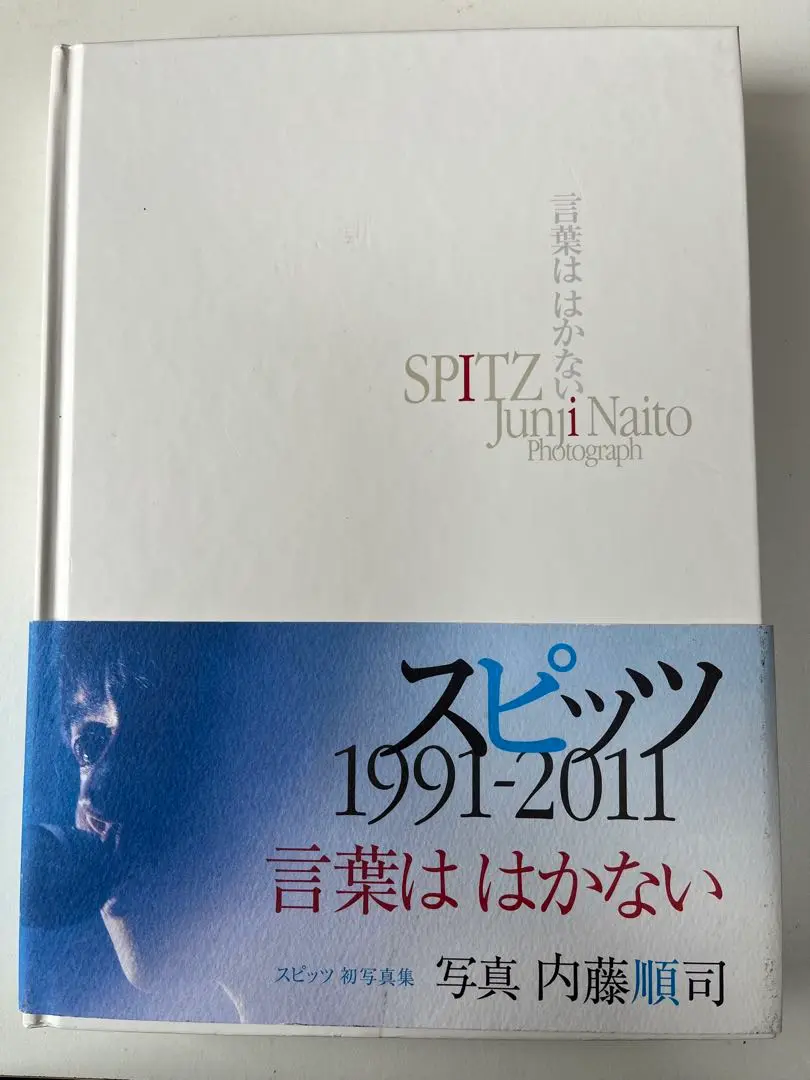 言葉は はかない
SPITZ
Junji Naito
Photograph
スピッツ
1991-2011
言葉は はかない
スピッツ 初写真集 写真 内藤順司